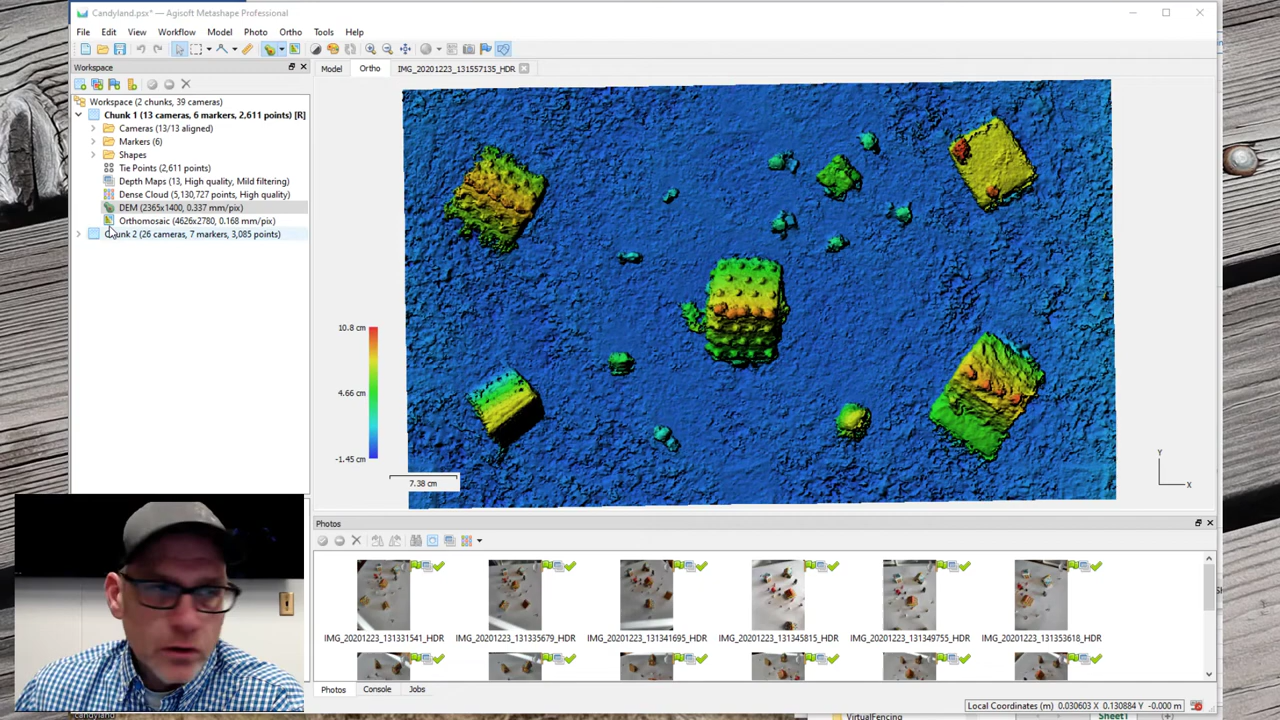 Candyland.psx* — Agisoft Metashape Professional
File Edit View Workflow Model Photo Ortho Tools Help
Workspace
Model Ortho IMG_20201223_131557135_HDR
Workspace (2 chunks, 39 cameras)
Chunk 1 (13 cameras, 6 markers, 2,611 points) [R]
Cameras (13/13 aligned)
Markers (6)
Shapes
Tie Points (2,611 points)
Depth Maps (13, High quality, Mild filtering)
Dense Cloud (5,130,727 points, High quality)
DEM (2365x1400, 0.337 mm/pix)
Orthomosaic (4626x2780, 0.168 mm/pix)
Chunk 2 (26 cameras, 7 markers, 3,085 points)
10.8 cm
4.66 cm
-1.45 cm
7.38 cm
Y
X
Photos
IMG_20201223_131331541_HDR IMG_20201223_131335679_HDR IMG_20201223_131341695_HDR IMG_20201223_131345815_HDR IMG_20201223_131349755_HDR IMG_20201223_131353618_HDR
Photos Console Jobs
Local Coordinates (m) 0.030603 X 0.130884 Y -0.000 m
Candyland
VirtualFencing
Sheet1